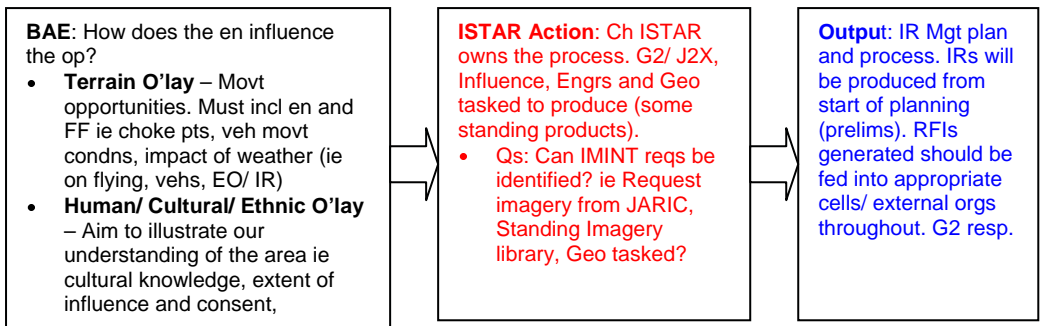 BAE: How does the en influence
the op?
• Terrain O'lay – Movt
opportunities. Must incl en and
FF ie choke pts, veh movt
condns, impact of weather (ie
on flying, vehs, EO/ IR)
• Human/ Cultural/ Ethnic O'lay
– Aim to illustrate our
understanding of the area ie
cultural knowledge, extent of
influence and consent,
ISTAR Action: Ch ISTAR
owns the process. G2/ J2X,
Influence, Engrs and Geo
tasked to produce (some
standing products).
• Qs: Can IMINT reqs be
identified? ie Request
imagery from JARIC,
Standing Imagery
library, Geo tasked?
Output: IR Mgt plan
and process. IRs will
be produced from
start of planning
(prelims). RFIs
generated should be
fed into appropriate
cells/ external orgs
throughout. G2 resp.